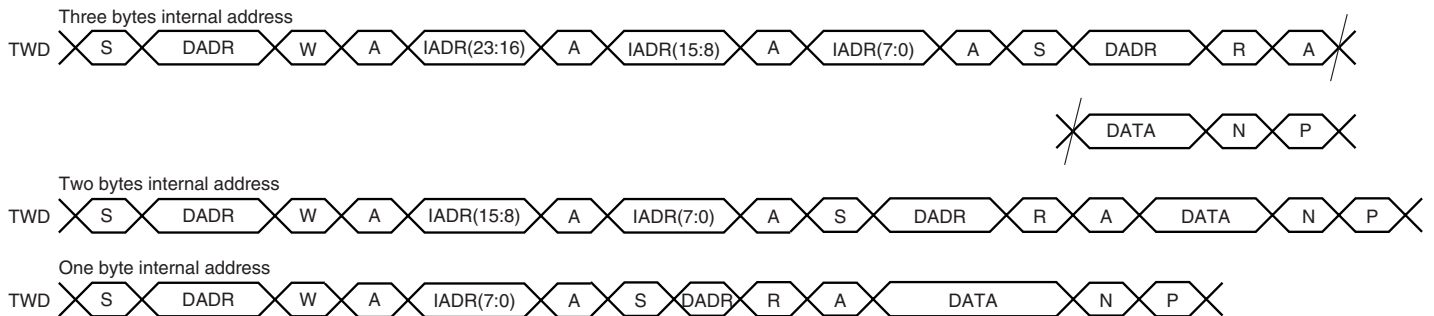 Three bytes internal address
TWD S DADR W A IADR(23:16) A IADR(15:8) A IADR(7:0) A S DADR R A
DATA N P
Two bytes internal address
TWD S DADR W A IADR(15:8) A IADR(7:0) A S DADR R A DATA N P
One byte internal address
TWD S DADR W A IADR(7:0) A S DADR R A DATA N P